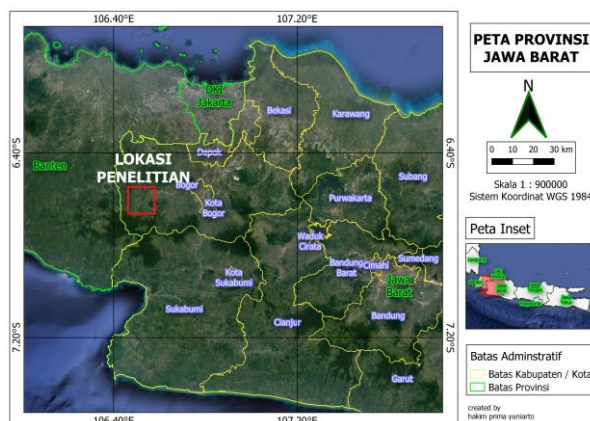 106.40
107.20
DKI
Jakarta
Bekasi
Karawang
6.40
Banten
LOKASI
PENELITIAN
Depok
Bogor
Kota
Bogor
Subang
Purwakarta
Waduk
Cirata
Bandung
Barat
Cimahi
Sumedang
Jawa
Barat
Kota
Sukabumi
Sukabumi
Cianjur
Bandung
Garut
7.20°S
6.40°S
7.20°S
106.40°E
107.20°E
PETA PROVINSI
JAWA BARAT
N
0 10 20 30 km
Skala 1 : 900000
Sistem Koordinat WGS 1984
Peta Inset
Batas Adminstratif
Batas Kabupaten / Kota
Batas Provinsi
created by
hakim prima yuniarto